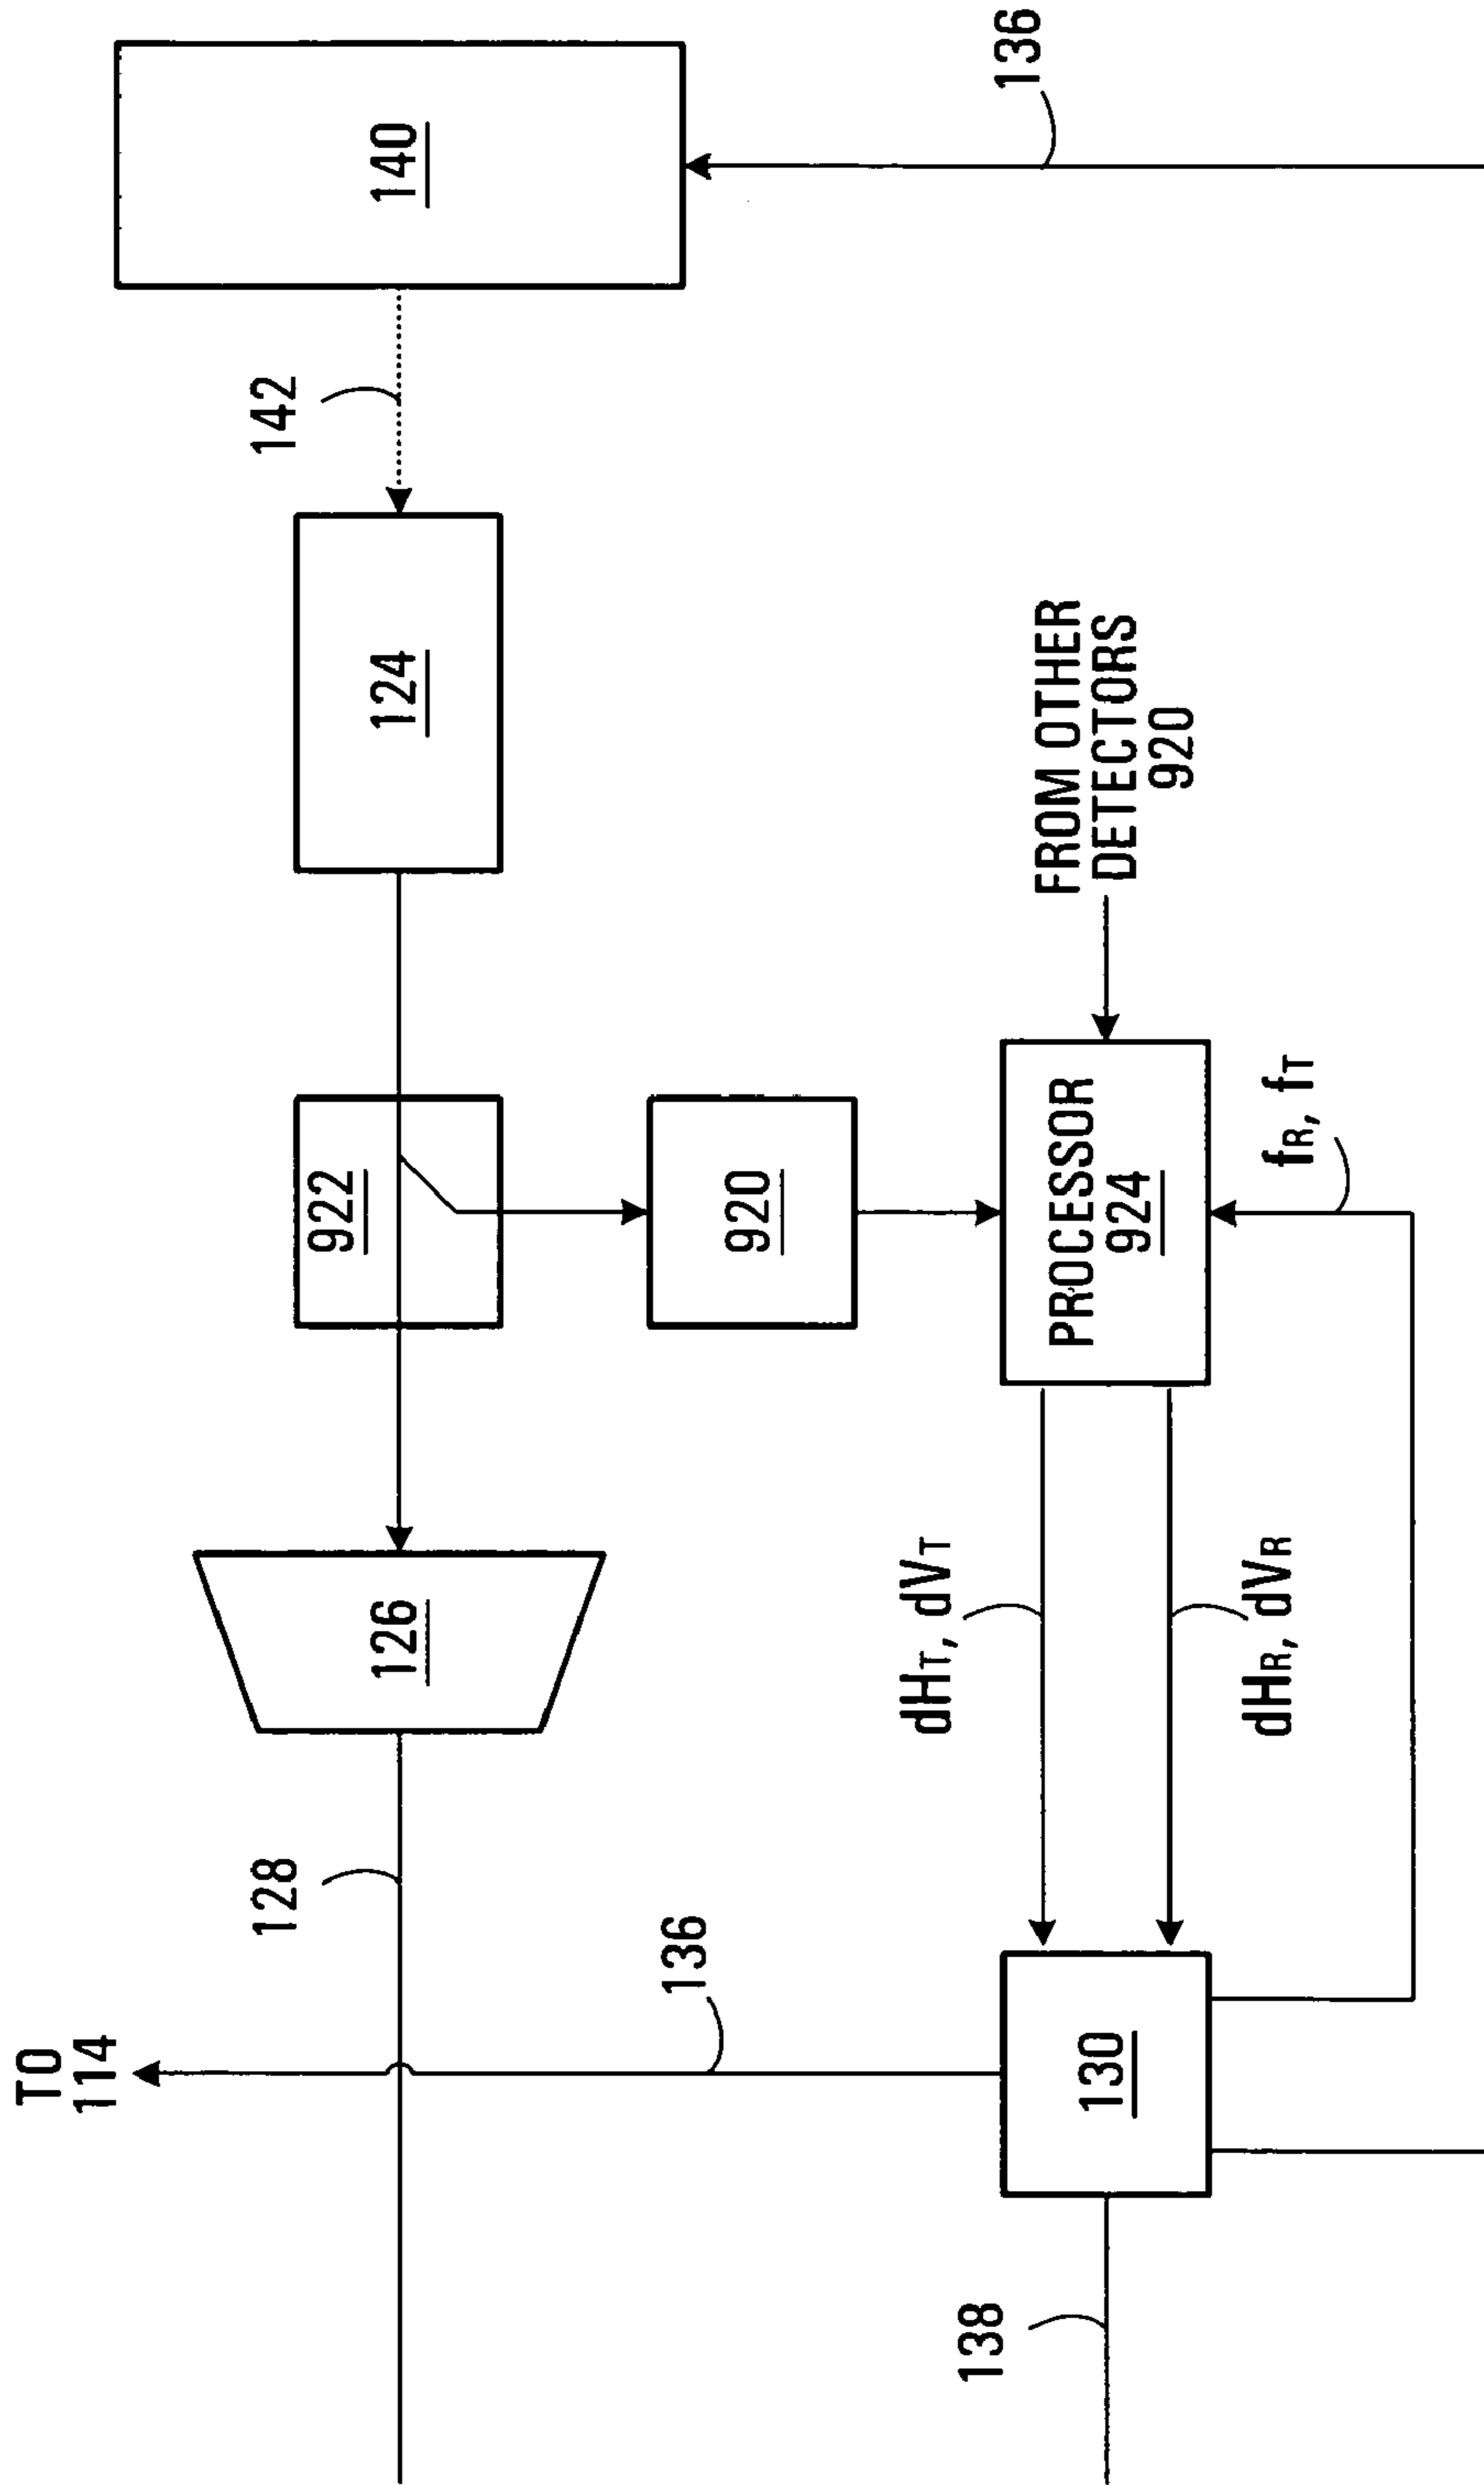 TO
114
128
126
922
124
142
140
136
920
136
138
130
dHT, dVT
dHR, dVR
PROCESSOR
924
FROM OTHER
DETECTORS
920
fR, fT